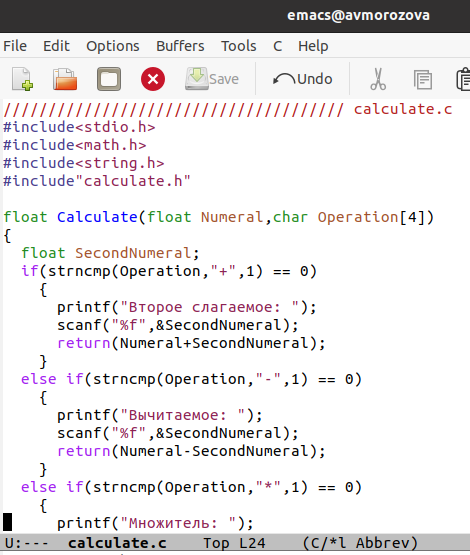 emacs@avmorozova
File Edit Options Buffers Tools C Help
Save Undo
////////////////////////////////////// calculate.c
#include<stdio.h>
#include<math.h>
#include<string.h>
#include"calculate.h"
float Calculate(float Numeral,char Operation[4])
{
  float SecondNumeral;
  if(strncmp(Operation,"+",1) == 0)
    {
      printf("Второе слагаемое: ");
      scanf("%f",&SecondNumeral);
      return(Numeral+SecondNumeral);
    }
  else if(strncmp(Operation,"-",1) == 0)
    {
      printf("Вычитаемое: ");
      scanf("%f",&SecondNumeral);
      return(Numeral-SecondNumeral);
    }
  else if(strncmp(Operation,"*",1) == 0)
    {
      printf("Множитель: ");
U:--- calculate.c Top L24 (C/*l Abbrev)